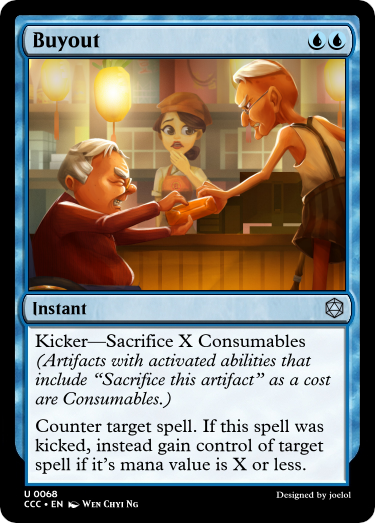 Buyout
Instant
Kicker—Sacrifice X Consumables
(Artifacts with activated abilities that
include “Sacrifice this artifact” as a cost
are Consumables.)
Counter target spell. If this spell was
kicked, instead gain control of target
spell if it’s mana value is X or less.
U 0068
CCC • EN Wen Chyi Ng
Designed by joelol